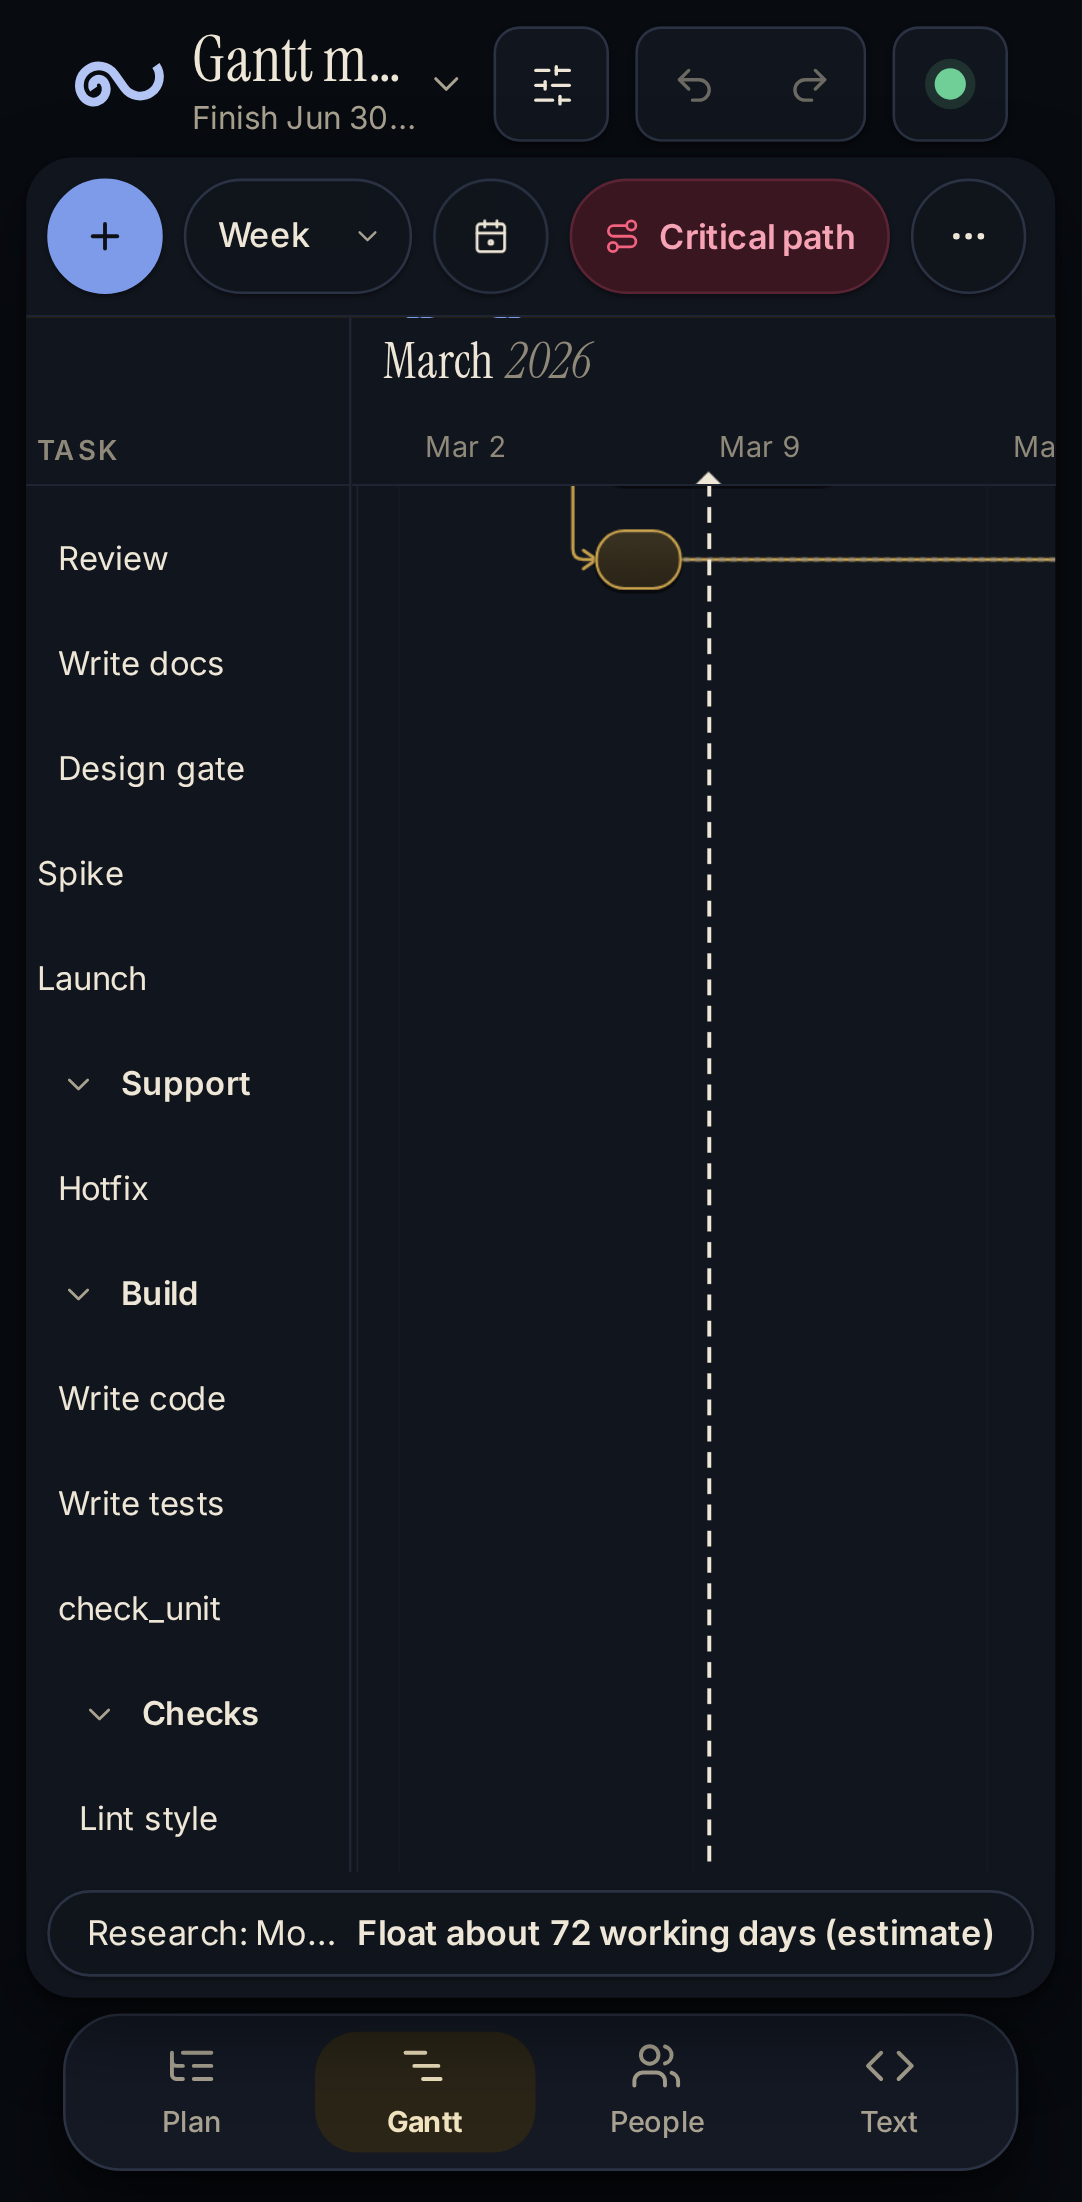 Gantt m...
Finish Jun 30...
Week
Critical path
March 2026
TASK
Mar 2
Mar 9
Ma
Review
Write docs
Design gate
Spike
Launch
Support
Hotfix
Build
Write code
Write tests
check_unit
Checks
Lint style
Research: Mo... Float about 72 working days (estimate)
Plan
Gantt
People
Text